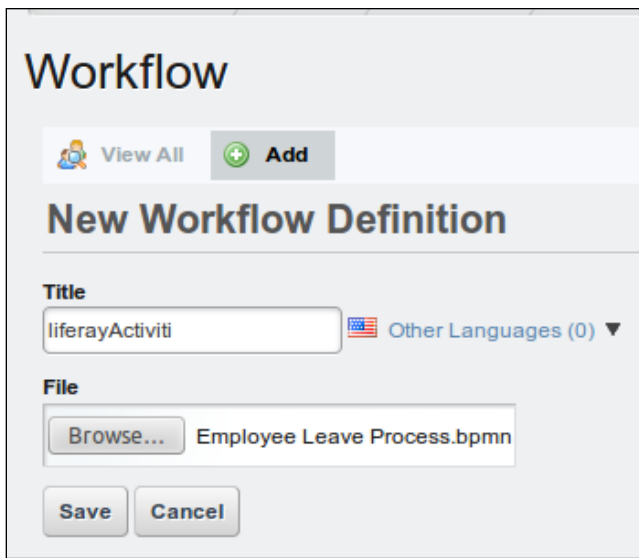 Workflow
View All Add
New Workflow Definition
Title
liferayActiviti Other Languages (0) ▼
File
Browse... Employee Leave Process.bpmn
Save Cancel